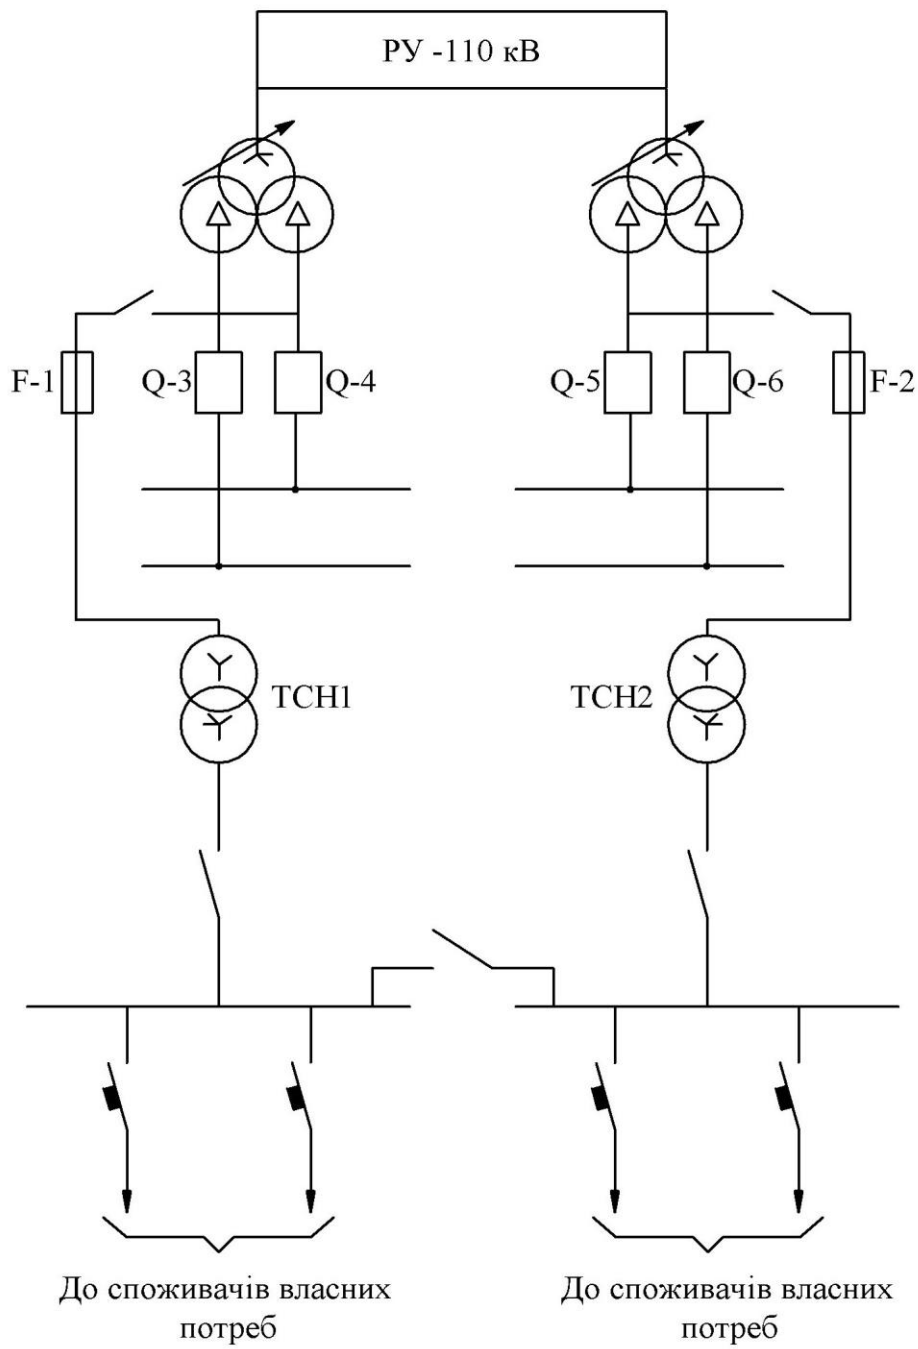 РУ -110 кВ
F-1
Q-3
Q-4
Q-5
Q-6
F-2
ТСН1
ТСН2
До споживачів власних
потреб
До споживачів власних
потреб